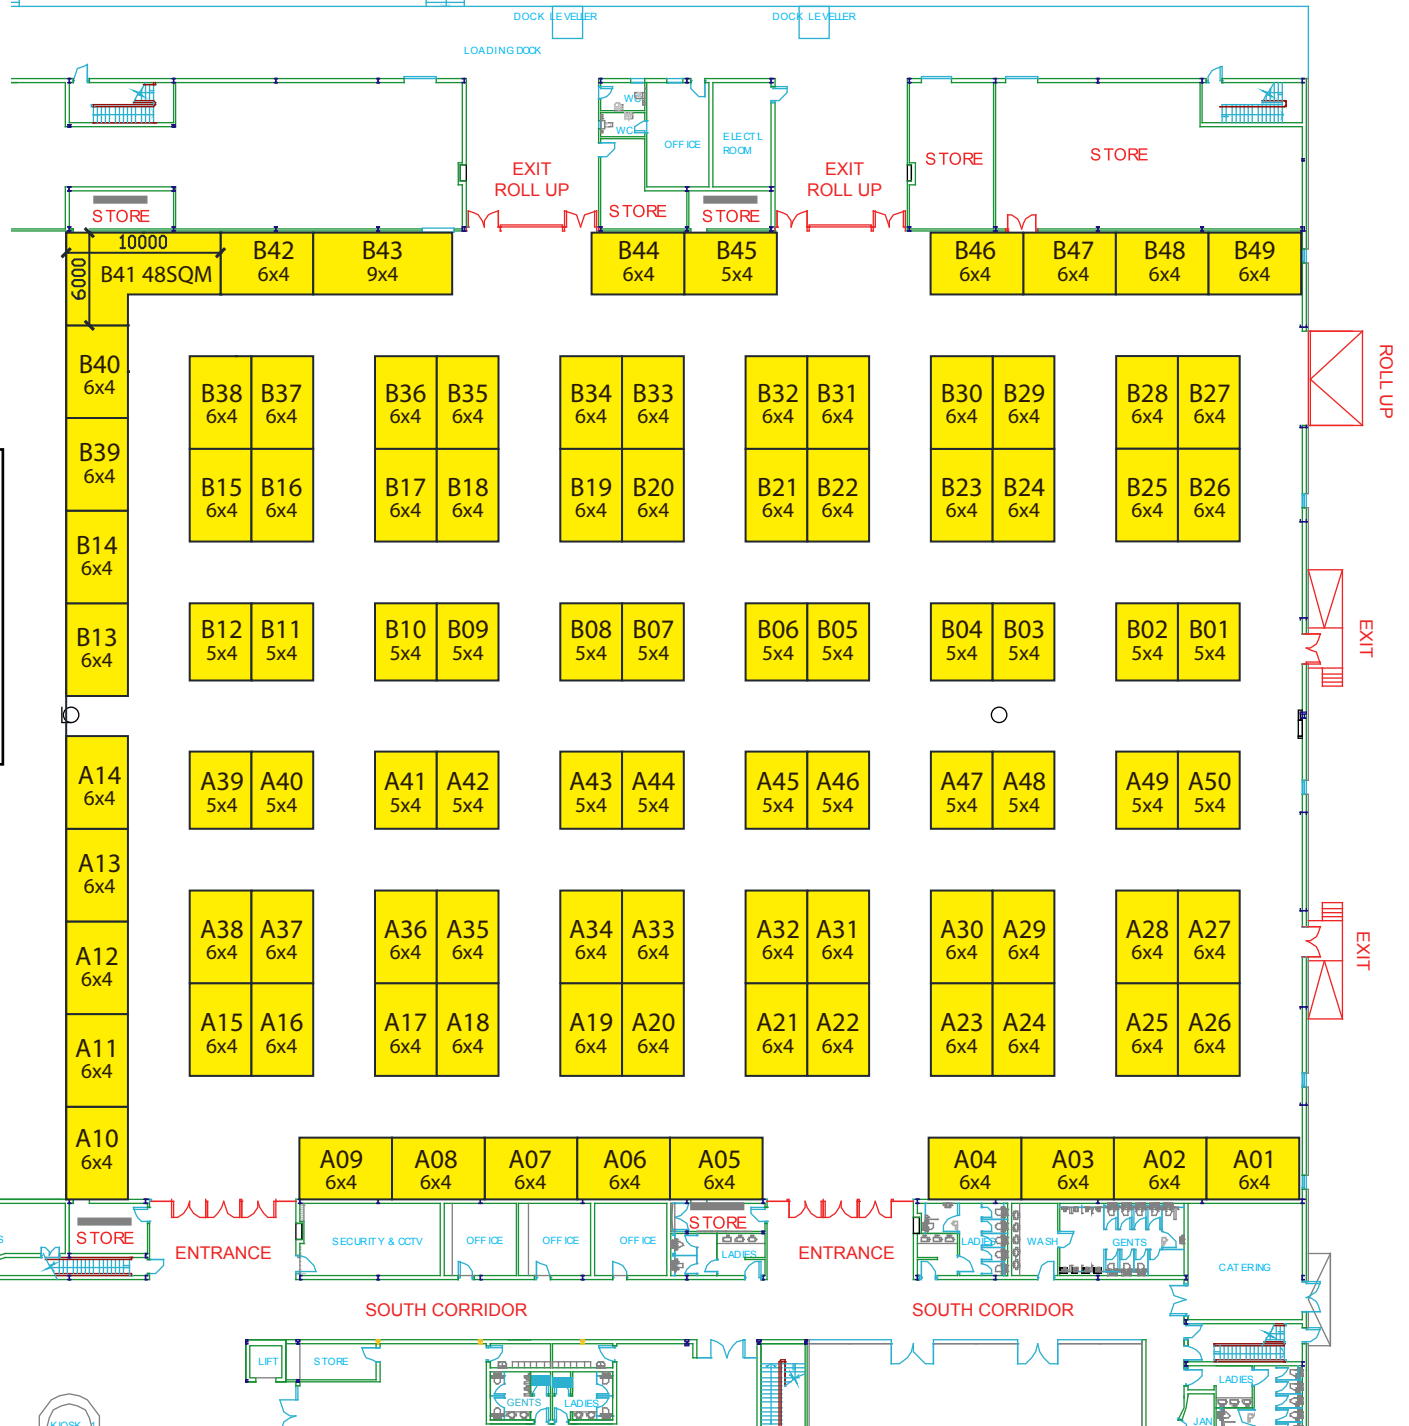 DOCK LEVELLER
DOCK LEVELLER
LOADING DOCK
WC
WC
OFFICE
ELECTL
ROOM
STORE
STORE
EXIT
ROLL UP
EXIT
ROLL UP
STORE
STORE
STORE
10000
6000
B41 48SQM
B42
6x4
B43
9x4
B44
6x4
B45
5x4
B46
6x4
B47
6x4
B48
6x4
B49
6x4
ROLL UP
B40
6x4
B38
6x4
B37
6x4
B36
6x4
B35
6x4
B34
6x4
B33
6x4
B32
6x4
B31
6x4
B30
6x4
B29
6x4
B28
6x4
B27
6x4
B39
6x4
B15
6x4
B16
6x4
B17
6x4
B18
6x4
B19
6x4
B20
6x4
B21
6x4
B22
6x4
B23
6x4
B24
6x4
B25
6x4
B26
6x4
B14
6x4
B13
6x4
B12
5x4
B11
5x4
B10
5x4
B09
5x4
B08
5x4
B07
5x4
B06
5x4
B05
5x4
B04
5x4
B03
5x4
B02
5x4
B01
5x4
EXIT
A14
6x4
A39
5x4
A40
5x4
A41
5x4
A42
5x4
A43
5x4
A44
5x4
A45
5x4
A46
5x4
A47
5x4
A48
5x4
A49
5x4
A50
5x4
A13
6x4
A38
6x4
A37
6x4
A36
6x4
A35
6x4
A34
6x4
A33
6x4
A32
6x4
A31
6x4
A30
6x4
A29
6x4
A28
6x4
A27
6x4
EXIT
A12
6x4
A15
6x4
A16
6x4
A17
6x4
A18
6x4
A19
6x4
A20
6x4
A21
6x4
A22
6x4
A23
6x4
A24
6x4
A25
6x4
A26
6x4
A11
6x4
A10
6x4
A09
6x4
A08
6x4
A07
6x4
A06
6x4
A05
6x4
A04
6x4
A03
6x4
A02
6x4
A01
6x4
STORE
ENTRANCE
SECURITY & CCTV
OFFICE
OFFICE
OFFICE
STORE
LADIES
ENTRANCE
LADIES
WASH
GENTS
CATERING
SOUTH CORRIDOR
SOUTH CORRIDOR
LIFT
STORE
GENTS
LADIES
LADIES
JAN
KIOSK 1